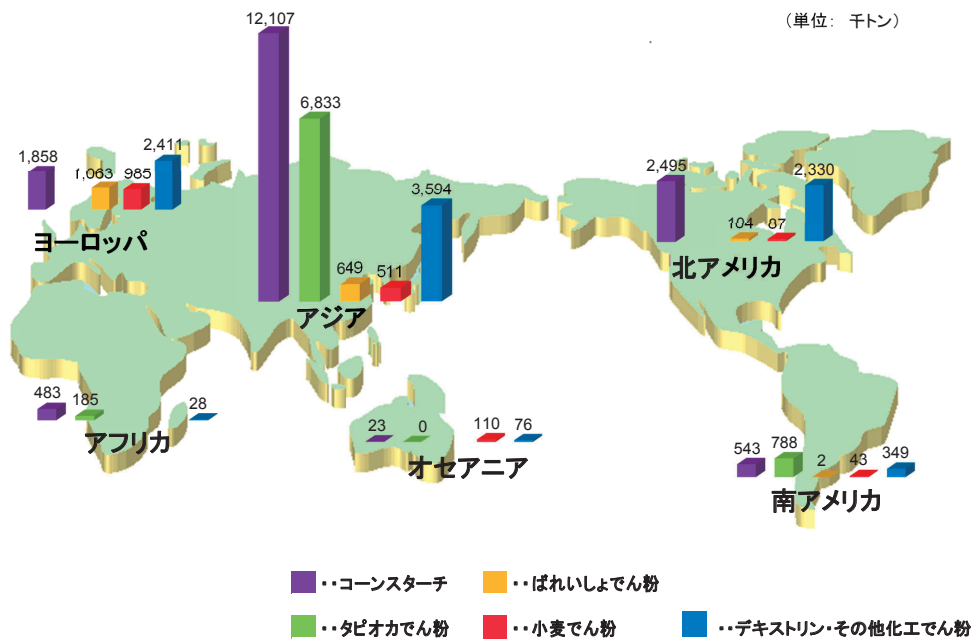 (単位: 千トン)
12,107
6,833
3,594
649
511
アジア
1,858
1,063
985
2,411
ヨーロッパ
2,495
104
87
2,330
北アメリカ
483
185
28
アフリカ
23
0
110
76
オセアニア
543
788
2
43
349
南アメリカ
・・コーンスターチ
・・ばれいしょでん粉
・・タピオカでん粉
・・小麦でん粉
・・デキストリン・その他化工でん粉